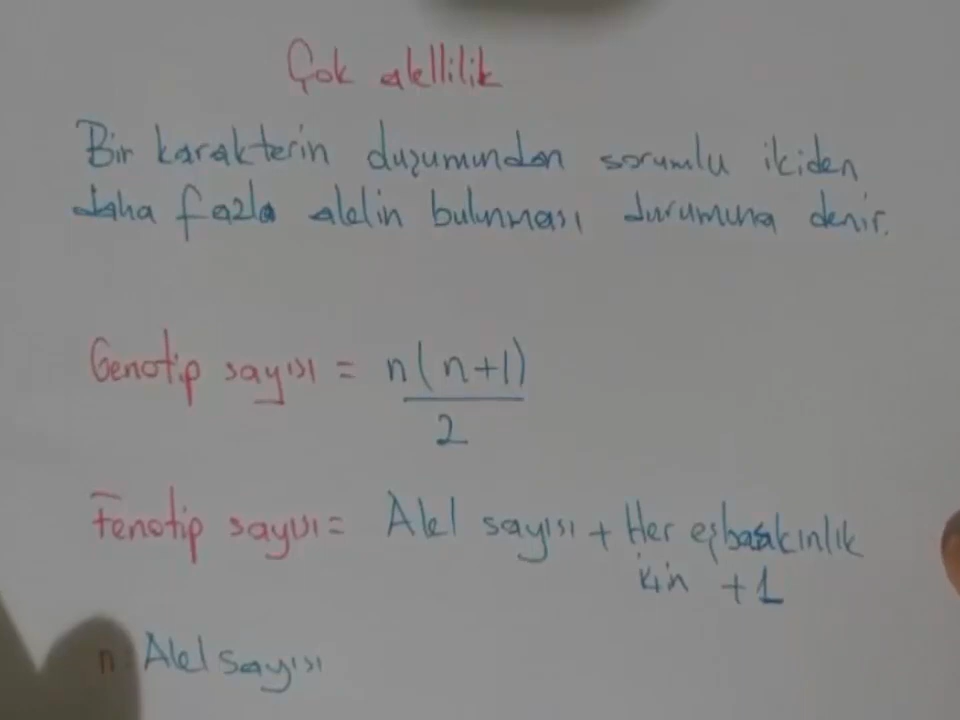 Çok alellilik
Bir karakterin duşumundan sorumlu ikiden
daha fazla alelin bulunması durumuna denir.
Genotip sayısı = n(n+1)
2
Fenotip sayısı = Alel sayısı + Her eşbaskınlık
için +1
n: Alel sayısı